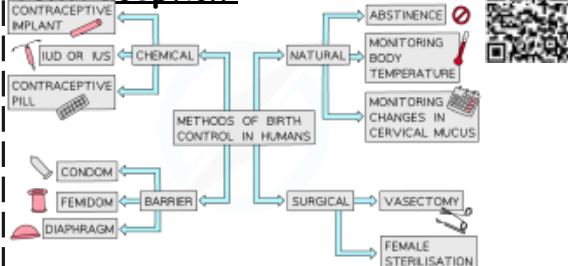 CONTRACEPTIVE
IMPLANT
IUD OR IUS
CONTRACEPTIVE
PILL
CHEMICAL
NATURAL
ABSTINENCE
MONITORING
BODY
TEMPERATURE
MONITORING
CHANGES IN
CERVICAL MUCUS
METHODS OF BIRTH
CONTROL IN HUMANS
CONDOM
FEMIDOM
DIAPHRAGM
BARRIER
SURGICAL
VASECTOMY
FEMALE
STERILISATION